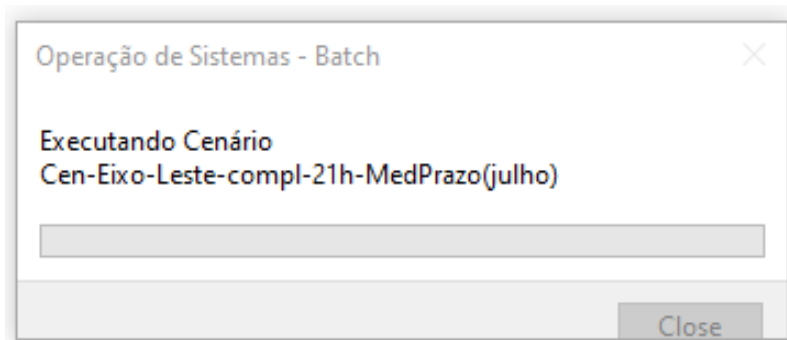 Operação de Sistemas - Batch
Executando Cenário
Cen-Eixo-Leste-compl-21h-MedPrazo(julho)
Close